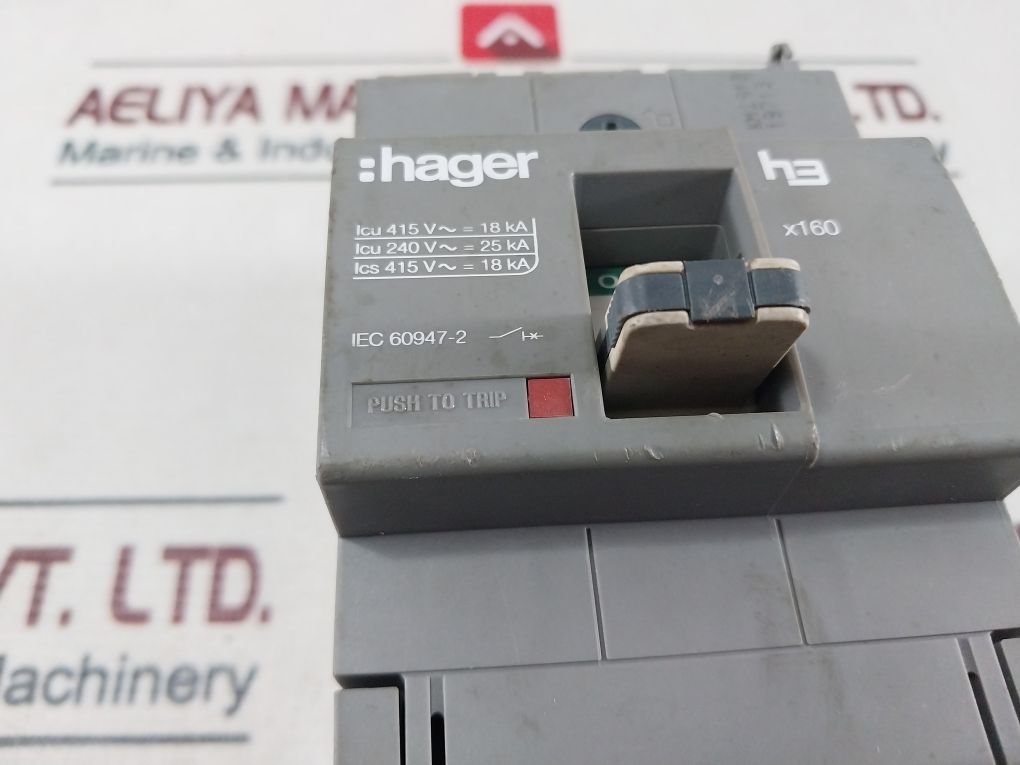 AELIYA MA LTD.
Marine & Indu
:hager
h3
Icu 415 V~ = 18 kA
Icu 240 V~ = 25 kA
Ics 415 V~ = 18 kA
x160
O
IEC 60947-2
PUSH TO TRIP
VT. LTD.
Machinery